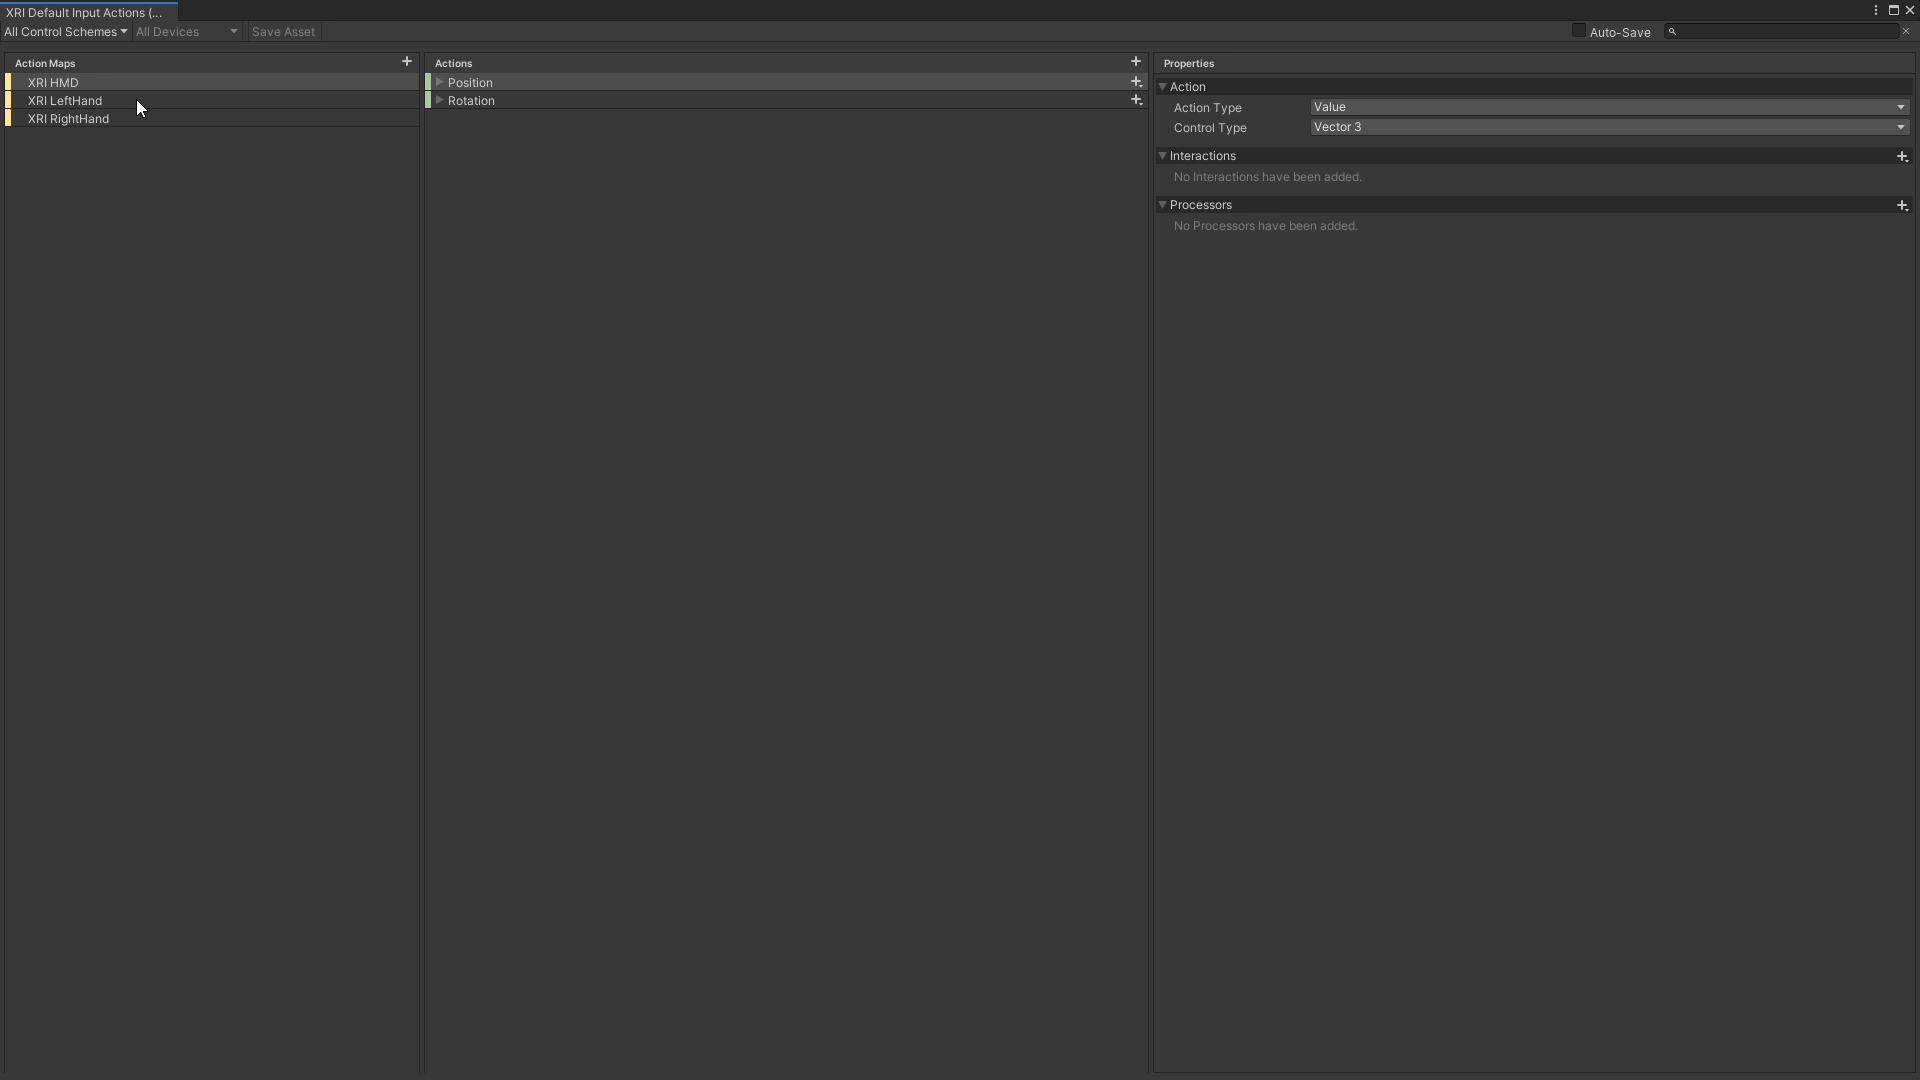 XRI Default Input Actions (...
All Control Schemes All Devices Save Asset Auto-Save
Action Maps
XRI HMD
XRI LeftHand
XRI RightHand
Actions
Position
Rotation
Properties
Action
Action Type Value
Control Type Vector 3
Interactions
No Interactions have been added.
Processors
No Processors have been added.